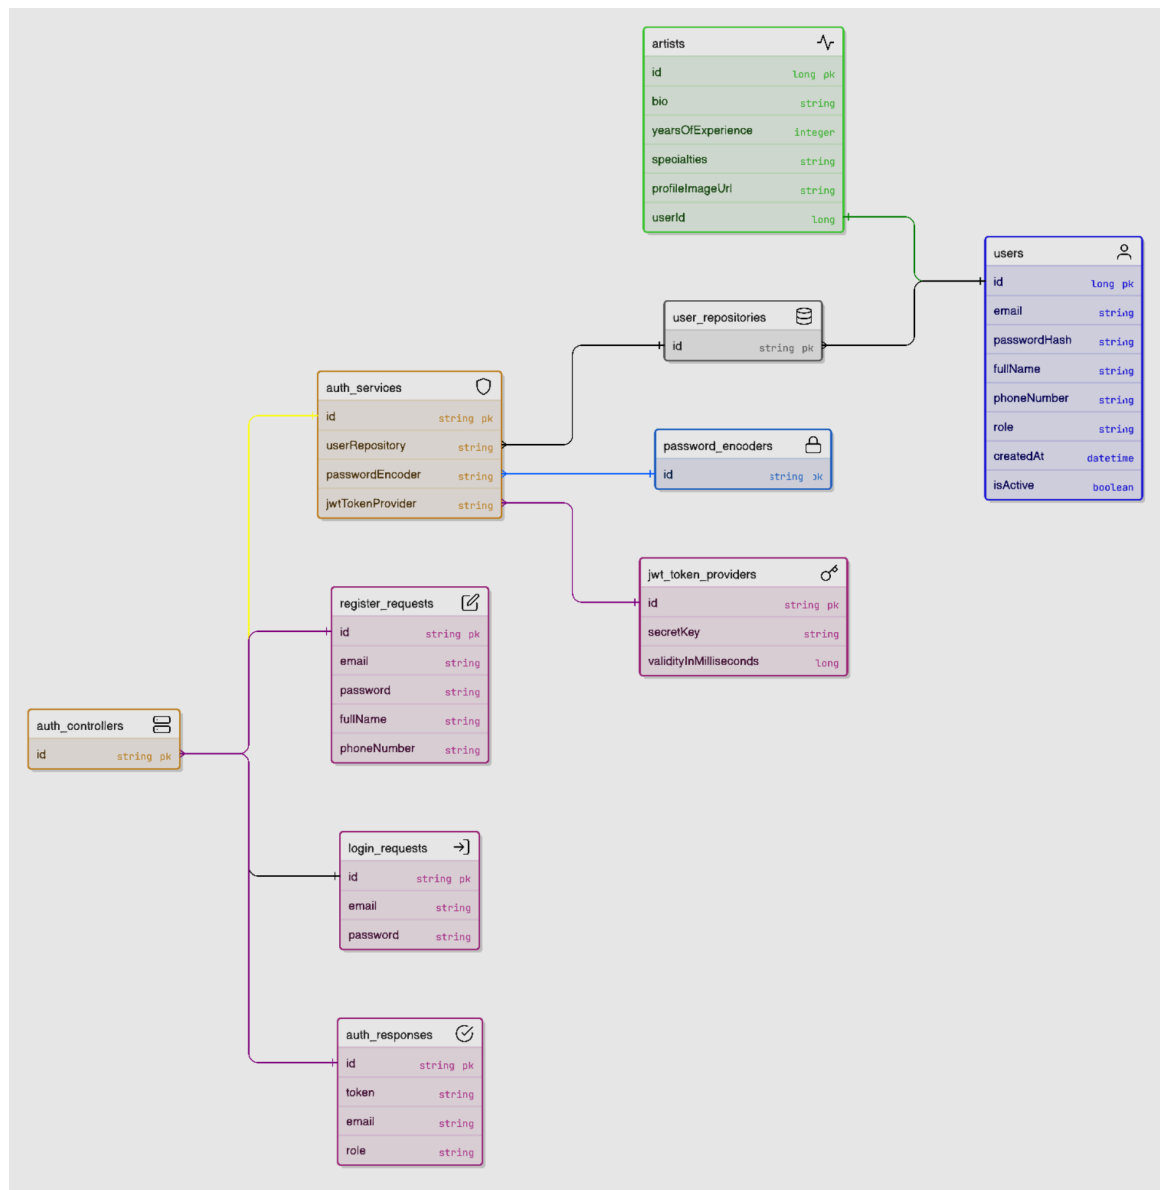 artists
id long pk
bio string
yearsOfExperience integer
specialties string
profileImageUrl string
userId long
users
id long pk
email string
passwordHash string
fullName string
phoneNumber string
role string
createdAt datetime
isActive boolean
user_repositories
id string pk
auth_services
id string pk
userRepository string
passwordEncoder string
jwtTokenProvider string
password_encoders
id string pk
jwt_token_providers
id string pk
secretKey string
validityInMilliseconds long
register_requests
id string pk
email string
password string
fullName string
phoneNumber string
auth_controllers
id string pk
login_requests
id string pk
email string
password string
auth_responses
id string pk
token string
email string
role string